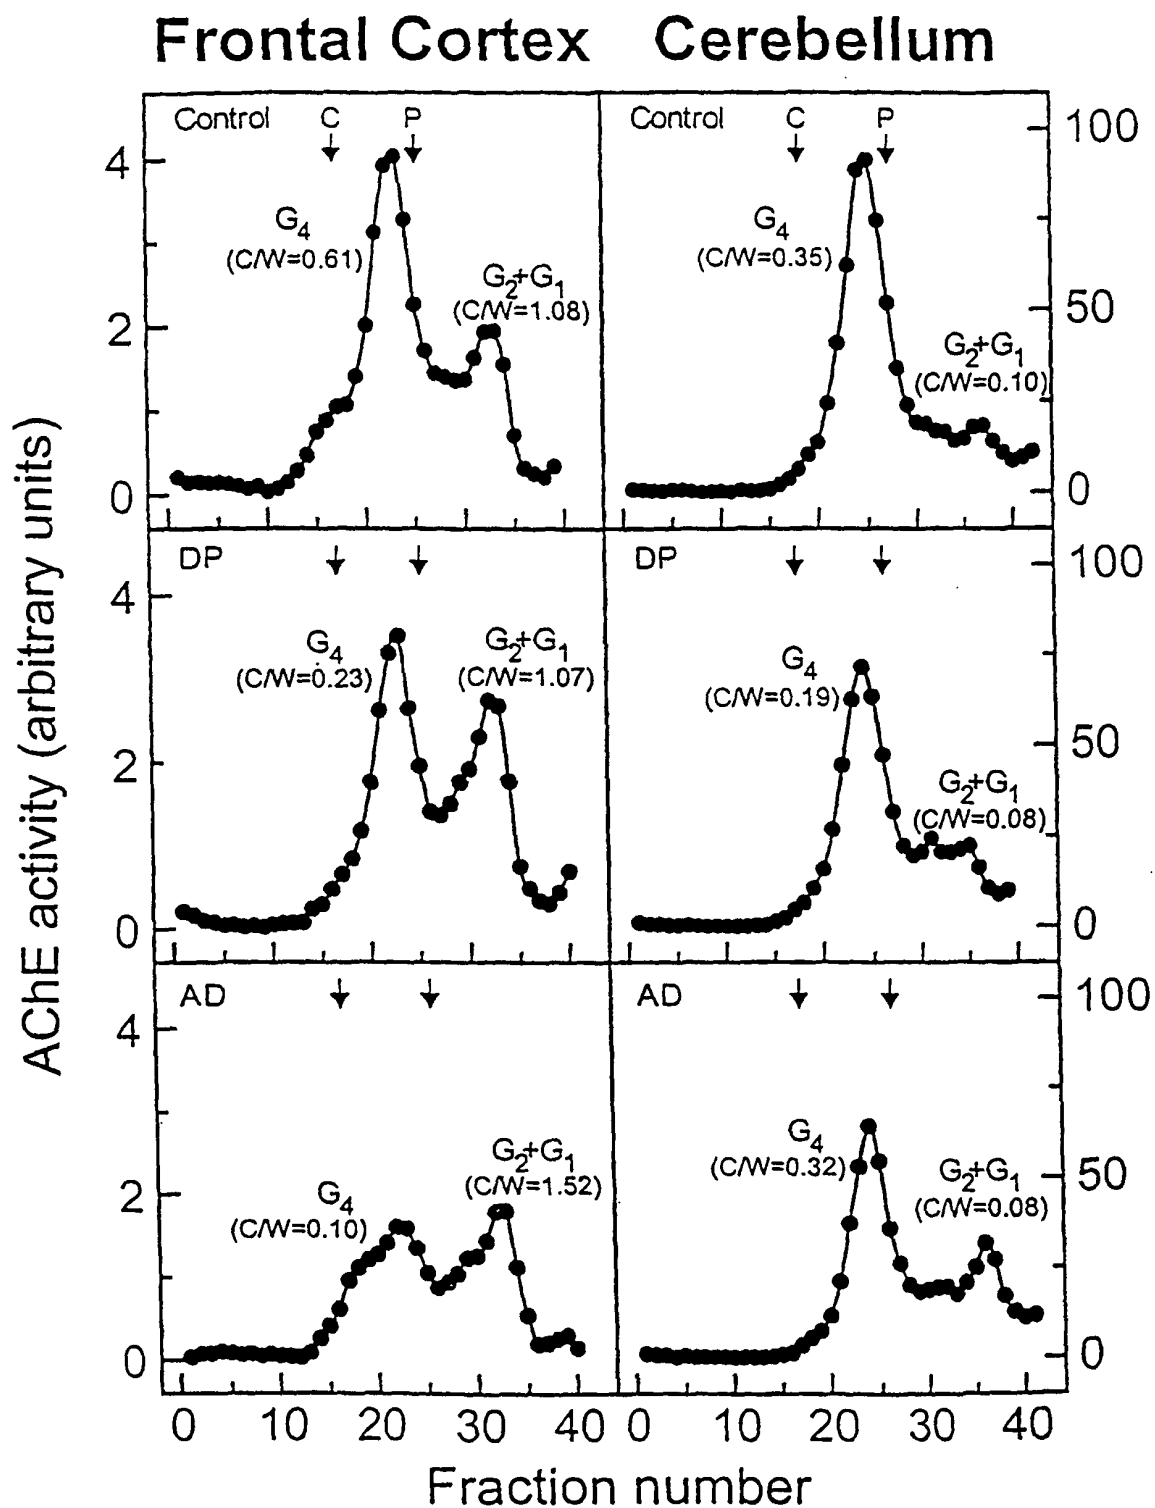 Frontal Cortex Cerebellum
Control C P
G4
(C/W=0.61)
G2+G1
(C/W=1.08)
4
2
0
Control C P
G4
(C/W=0.35)
G2+G1
(C/W=0.10)
100
50
0
DP
G4
(C/W=0.23)
G2+G1
(C/W=1.07)
4
2
0
DP
G4
(C/W=0.19)
G2+G1
(C/W=0.08)
100
50
0
AD
G4
(C/W=0.10)
G2+G1
(C/W=1.52)
4
2
0
AD
G4
(C/W=0.32)
G2+G1
(C/W=0.08)
100
50
0
0 10 20 30 40 0 10 20 30 40
AChE activity (arbitrary units)
Fraction number